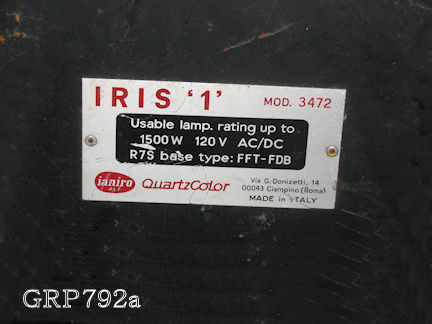 IRIS '1' MOD. 3472
Usable lamp. rating up to
1500W 120V AC/DC
R7S base type: FFT-FDB
ianiro QuartzColor
Via G. Donizetti, 14
00043 Ciampino (Roma)
MADE in ITALY
GRP792a